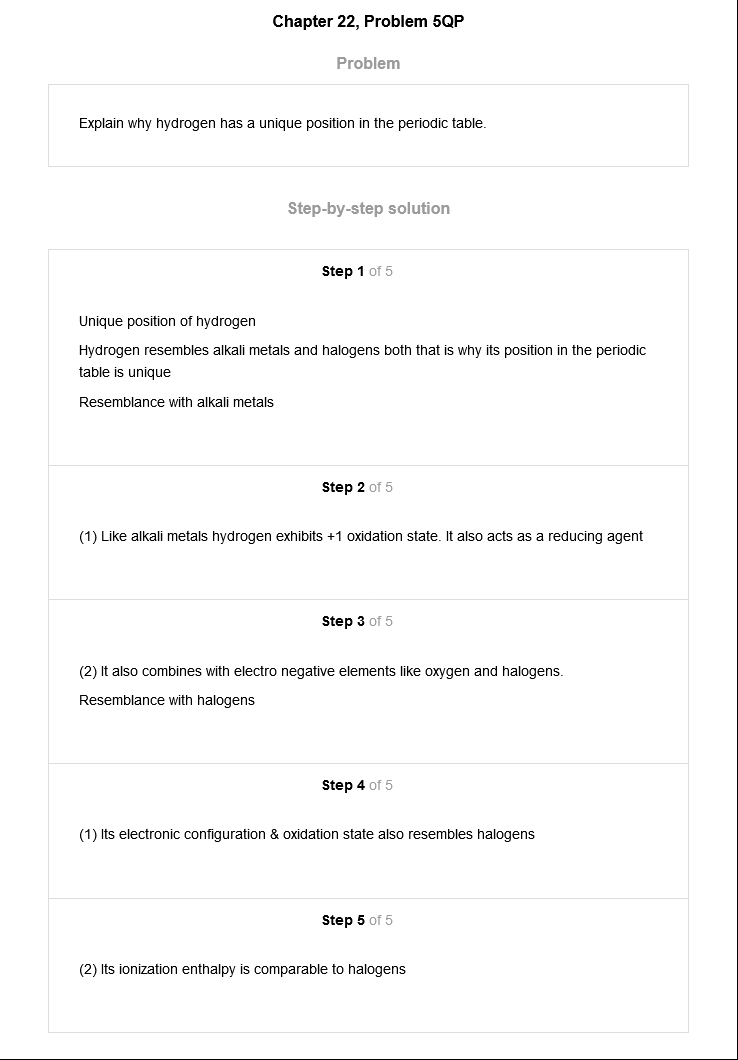 Chapter 22, Problem 5QP
Problem
Explain why hydrogen has a unique position in the periodic table.
Step-by-step solution
Step 1 of 5
Unique position of hydrogen
Hydrogen resembles alkali metals and halogens both that is why its position in the periodic
table is unique
Resemblance with alkali metals
Step 2 of 5
(1) Like alkali metals hydrogen exhibits +1 oxidation state. It also acts as a reducing agent
Step 3 of 5
(2) It also combines with electro negative elements like oxygen and halogens.
Resemblance with halogens
Step 4 of 5
(1) Its electronic configuration & oxidation state also resembles halogens
Step 5 of 5
(2) Its ionization enthalpy is comparable to halogens